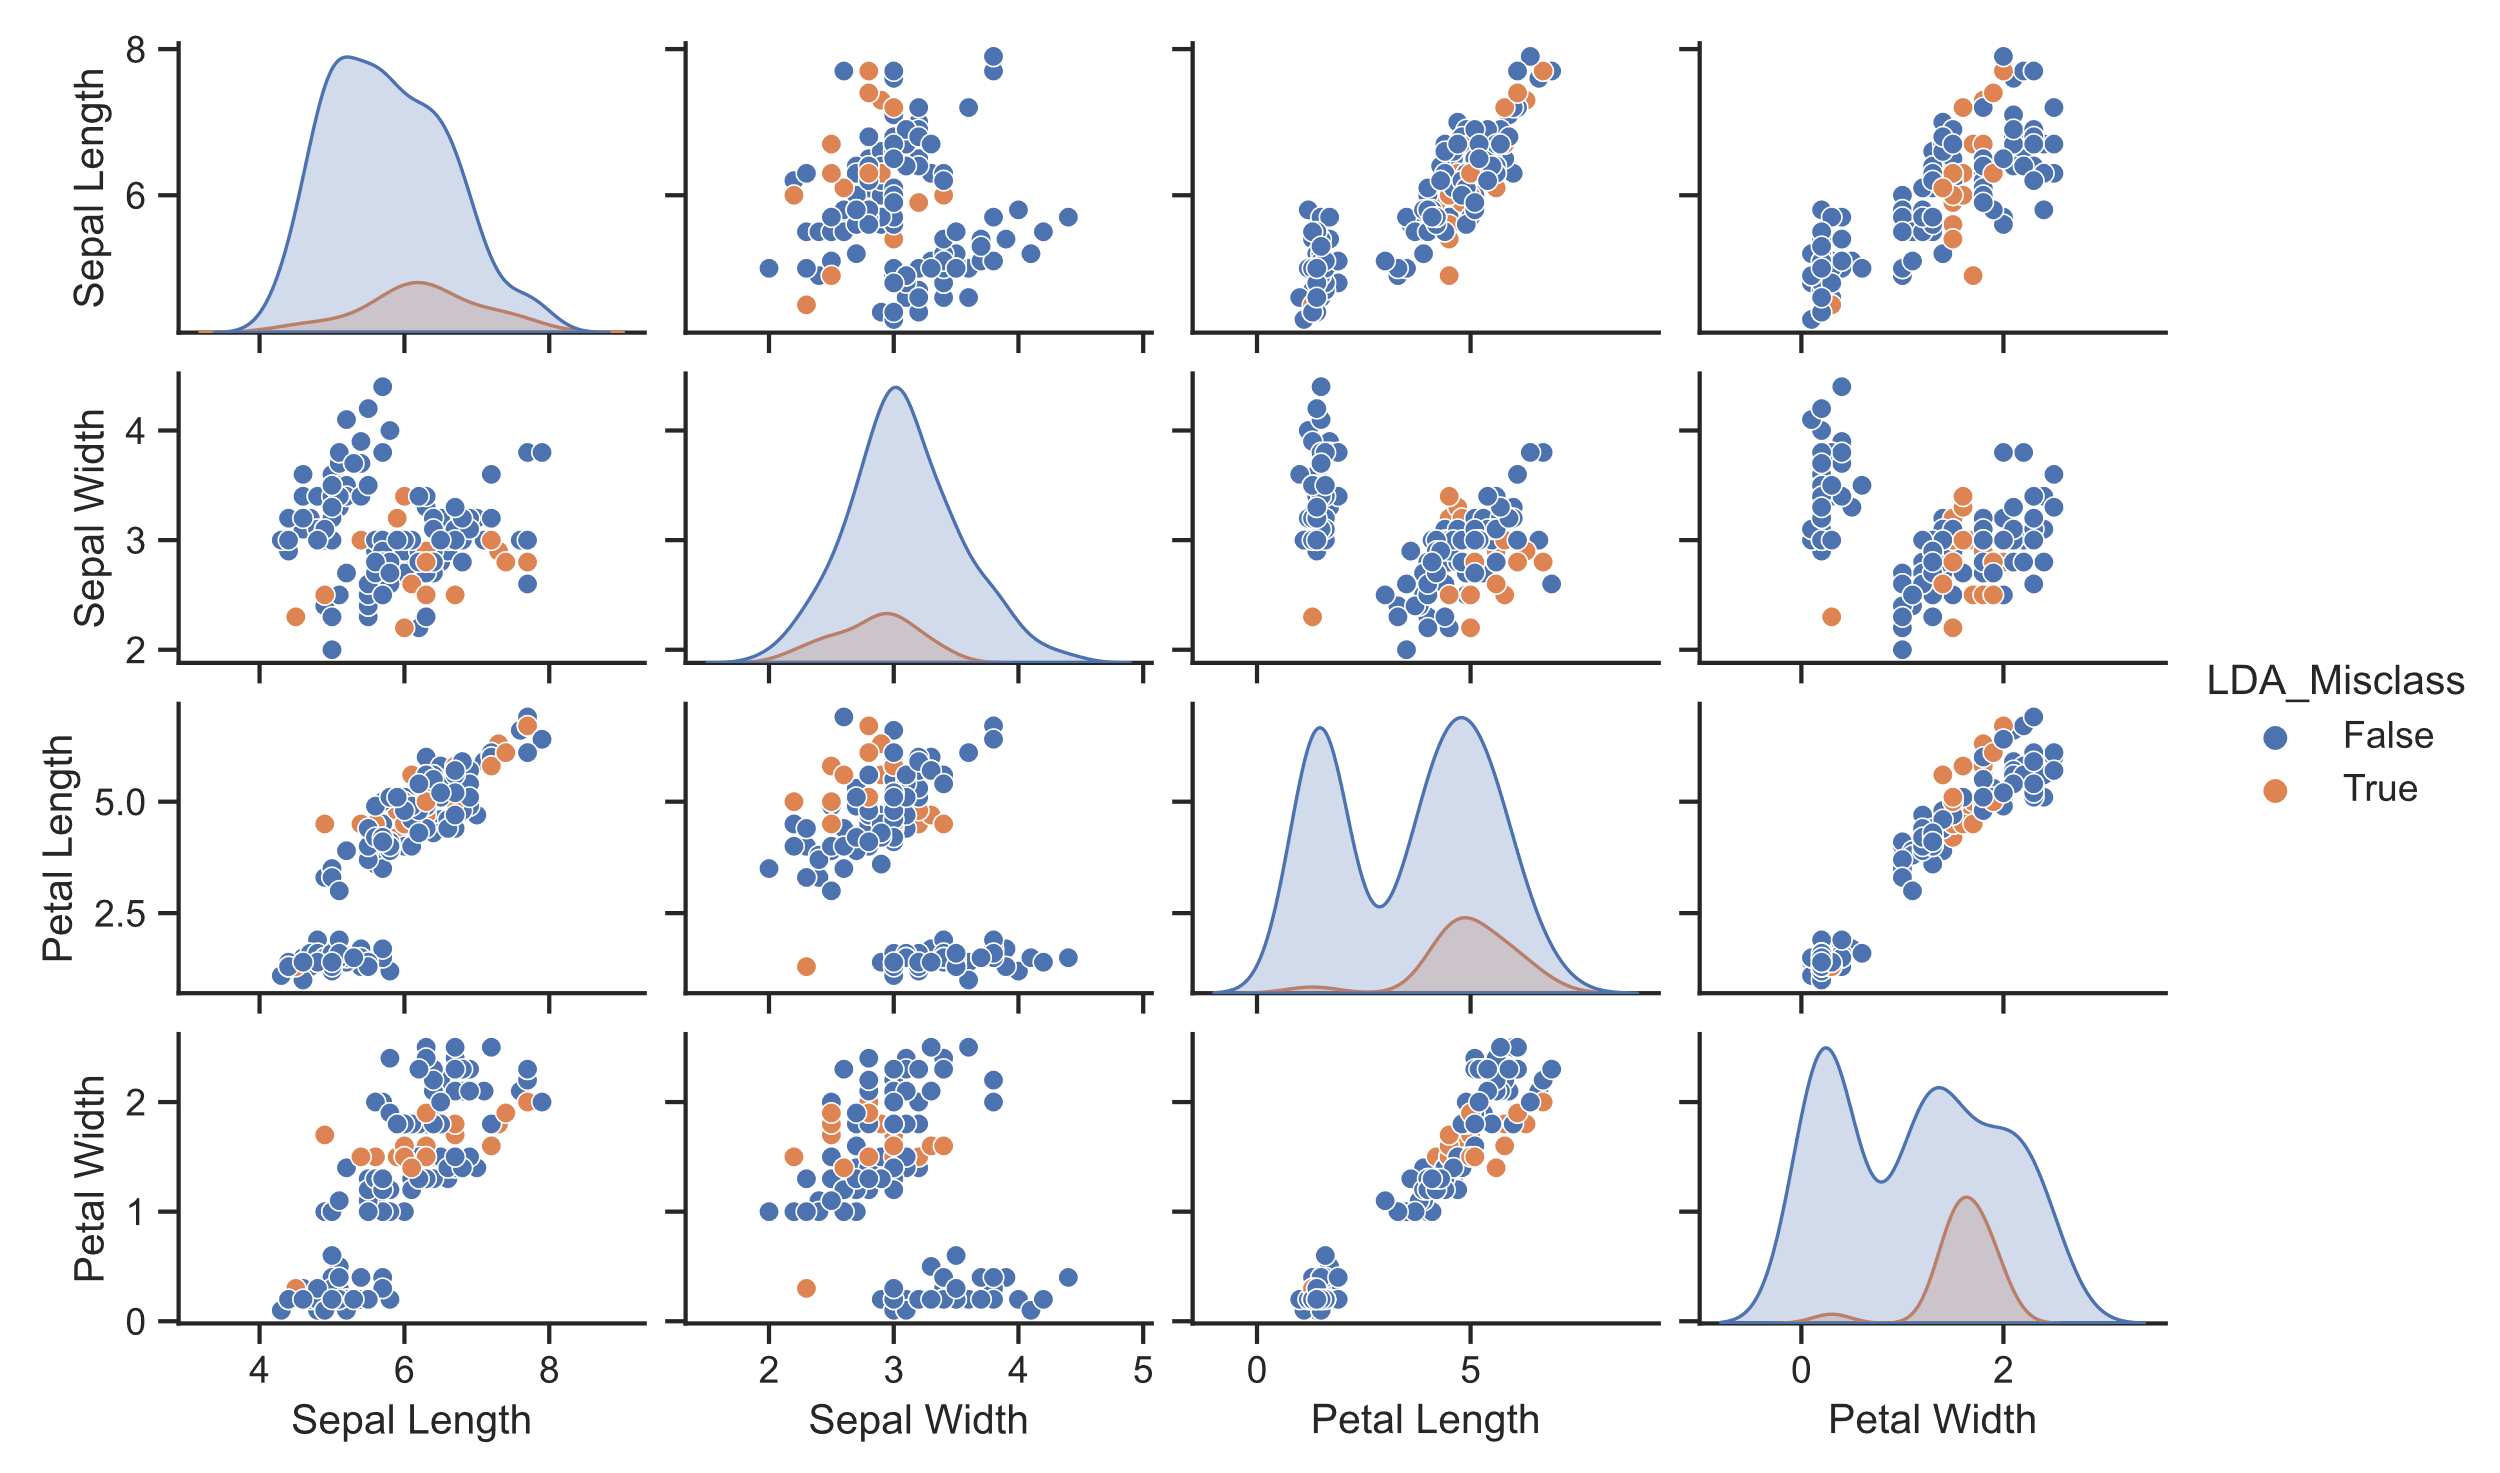 8
6
Sepal Length
4
3
2
Sepal Width
5.0
2.5
Petal Length
2
1
0
Petal Width
4 6 8
2 3 4 5
0 5
0 2
Sepal Length
Sepal Width
Petal Length
Petal Width
LDA_Misclass
False
True